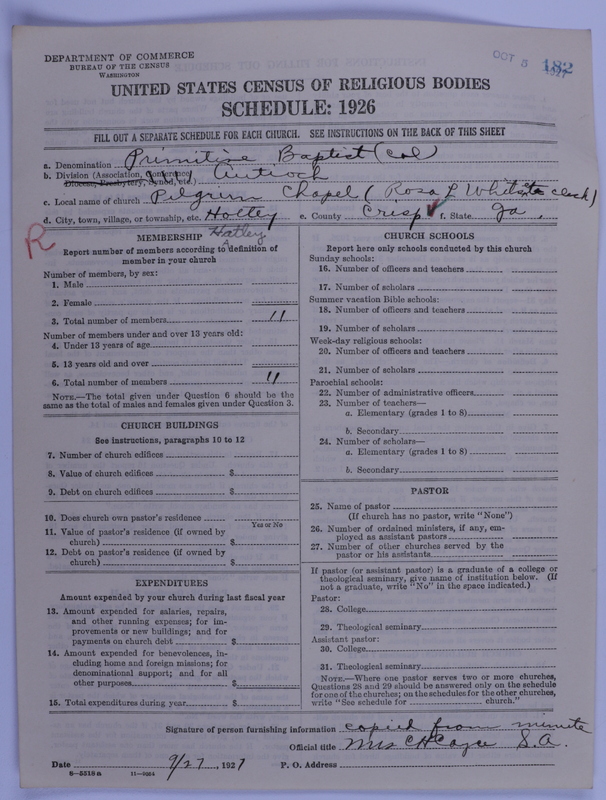 DEPARTMENT OF COMMERCE
BUREAU OF THE CENSUS
WASHINGTON
OCT 5 1927
182
UNITED STATES CENSUS OF RELIGIOUS BODIES
SCHEDULE: 1926
FILL OUT A SEPARATE SCHEDULE FOR EACH CHURCH. SEE INSTRUCTIONS ON THE BACK OF THIS SHEET
a. Denomination Primitive Baptist (Col)
b. Division (Association, Conference, Diocese, Presbytery, Synod, etc.) Antioch
c. Local name of church Pilgrim Chapel (Rosa L Whitset clerk)
d. City, town, village, or township, etc. Hotley e. County Crisp f. State Ga.
R
Hatley
MEMBERSHIP
Report number of members according to definition of
member in your church
Number of members, by sex:
1. Male
2. Female
3. Total number of members 11
Number of members under and over 13 years old:
4. Under 13 years of age
5. 13 years old and over
6. Total number of members 11
NOTE.—The total given under Question 6 should be
same as the total of males and females given under Question 3.
CHURCH BUILDINGS
See instructions, paragraphs 10 to 12
7. Number of church edifices
8. Value of church edifices $
9. Debt on church edifices $
10. Does church own pastor's residence
Yes or No
11. Value of pastor's residence (if owned by
church) $
12. Debt on pastor's residence (if owned by
church) $
EXPENDITURES
Amount expended by your church during last fiscal year
13. Amount expended for salaries, repairs,
and other running expenses; for im-
provements or new buildings; and for
payments on church debt $
14. Amount expended for benevolences, in-
cluding home and foreign missions; for
denominational support; and for all
other purposes $
15. Total expenditures during year $
CHURCH SCHOOLS
Report here only schools conducted by this church
Sunday schools:
16. Number of officers and teachers
17. Number of scholars
Summer vacation Bible schools:
18. Number of officers and teachers
19. Number of scholars
Week-day religious schools:
20. Number of officers and teachers
21. Number of scholars
Parochial schools:
22. Number of administrative officers
23. Number of teachers—
a. Elementary (grades 1 to 8)
b. Secondary
24. Number of scholars—
a. Elementary (grades 1 to 8)
b. Secondary
PASTOR
25. Name of pastor
(If church has no pastor, write "None")
26. Number of ordained ministers, if any, em-
ployed as assistant pastors
27. Number of other churches served by the
pastor or his assistants
If pastor (or assistant pastor) is a graduate of a college or
theological seminary, give name of institution below. (If
not a graduate, write "No" in the space indicated.)
Pastor:
28. College
29. Theological seminary
Assistant pastor:
30. College
31. Theological seminary
NOTE.—Where one pastor serves two or more churches,
Questions 28 and 29 should be answered only on the schedule
for one of the churches; on the schedules for the other churches,
write "See schedule for church."
Signature of person furnishing information copied from minute
Official title Mrs C H Cagle S.A.
Date 9/27, 1927 P. O. Address
8—5518a 11—9064